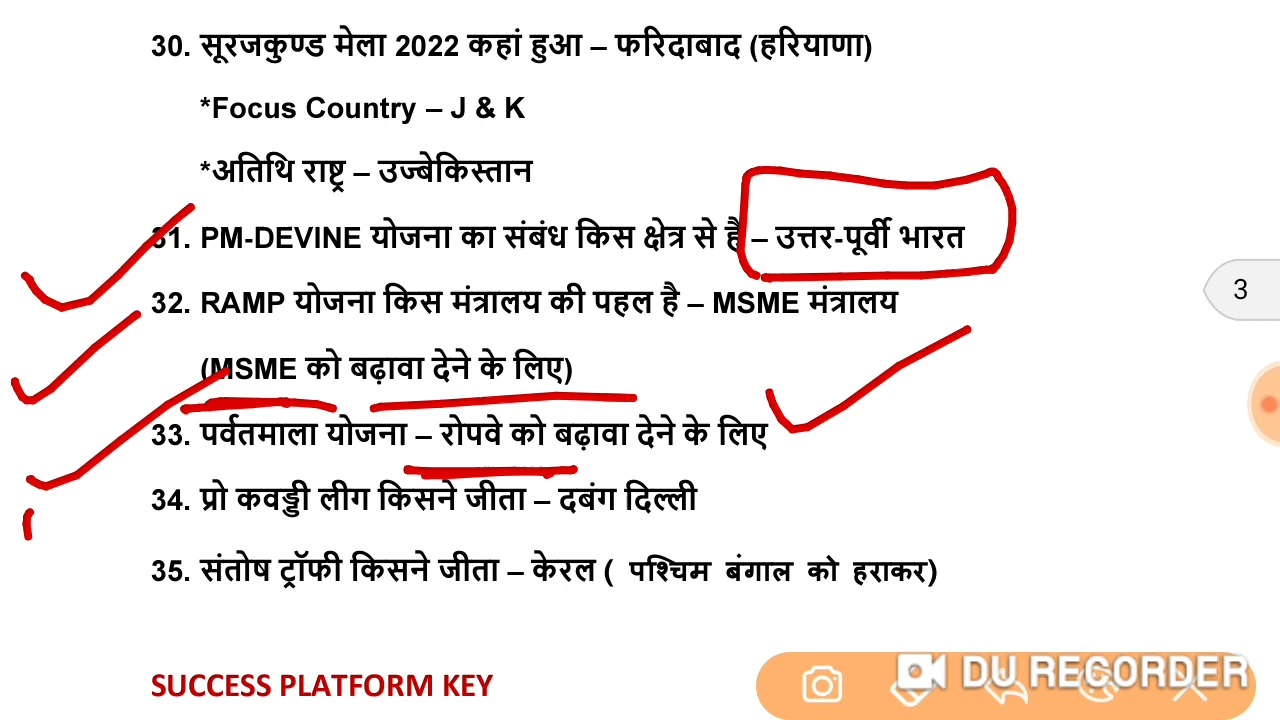 30. सूरजकुण्ड मेला 2022 कहां हुआ – फरिदाबाद (हरियाणा)
*Focus Country – J & K
*अतिथि राष्ट्र – उज्बेकिस्तान
31. PM-DEVINE योजना का संबंध किस क्षेत्र से है – उत्तर-पूर्वी भारत
32. RAMP योजना किस मंत्रालय की पहल है – MSME मंत्रालय
(MSME को बढ़ावा देने के लिए)
3
33. पर्वतमाला योजना – रोपवे को बढ़ावा देने के लिए
34. प्रो कवड्डी लीग किसने जीता – दबंग दिल्ली
35. संतोष ट्रॉफी किसने जीता – केरल ( पश्चिम बंगाल को हराकर)
SUCCESS PLATFORM KEY
DU RECORDER